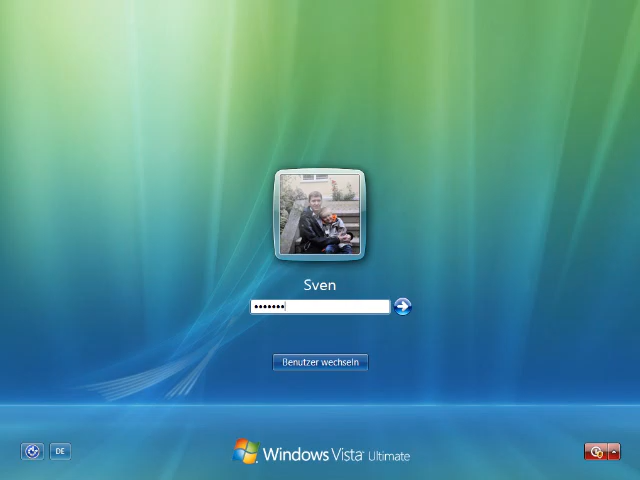 Sven
•••••••
Benutzer wechseln
DE
Windows Vista Ultimate